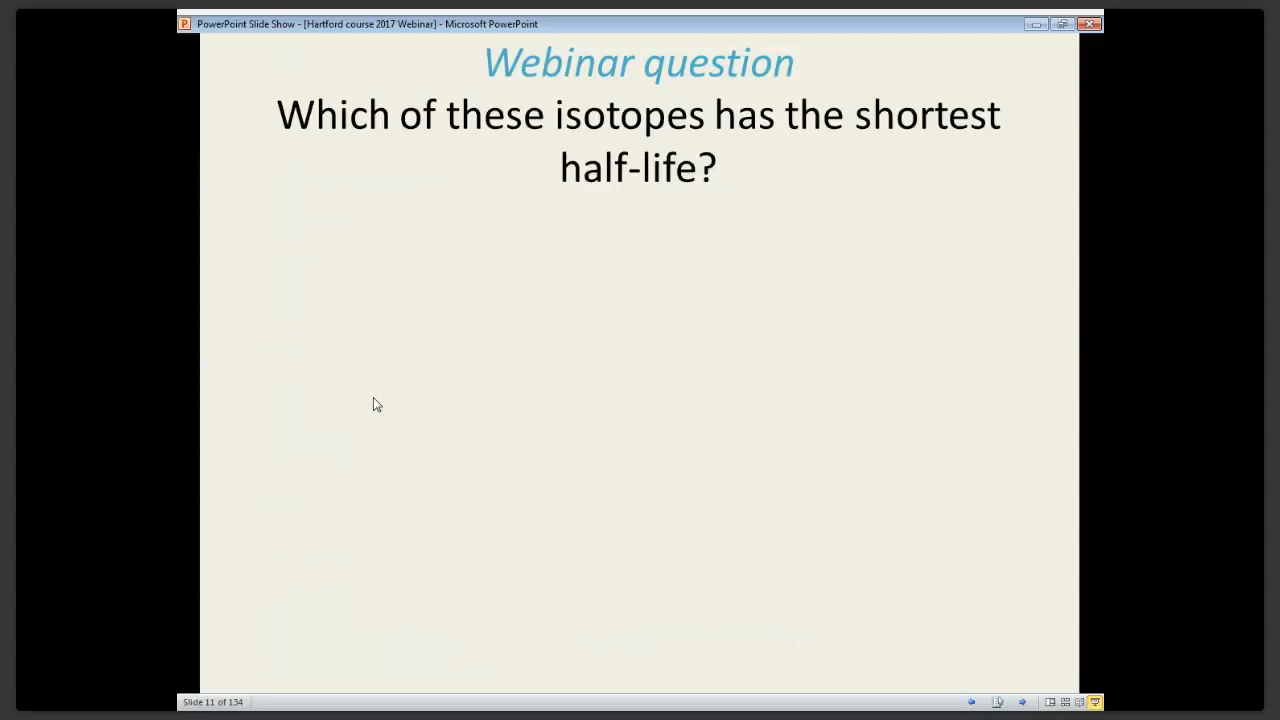 PowerPoint Slide Show - [Hartford course 2017 Webinar] - Microsoft PowerPoint
Webinar question
Which of these isotopes has the shortest
half-life?
Slide 11 of 134